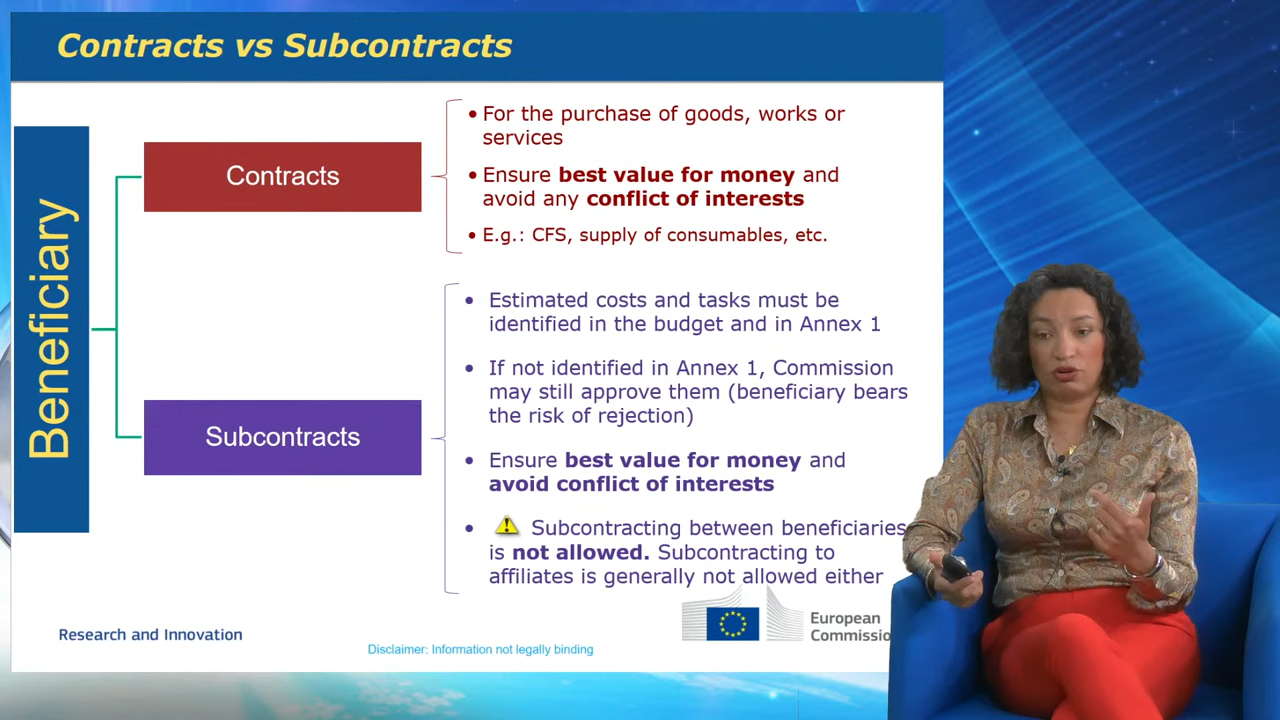 Contracts vs Subcontracts
Beneficiary
Contracts
• For the purchase of goods, works or
services
• Ensure best value for money and
avoid any conflict of interests
• E.g.: CFS, supply of consumables, etc.
Subcontracts
• Estimated costs and tasks must be
identified in the budget and in Annex 1
• If not identified in Annex 1, Commission
may still approve them (beneficiary bears
the risk of rejection)
• Ensure best value for money and
avoid conflict of interests
• Subcontracting between beneficiaries
is not allowed. Subcontracting to
affiliates is generally not allowed either
Research and Innovation
Disclaimer: Information not legally binding
European
Commissio